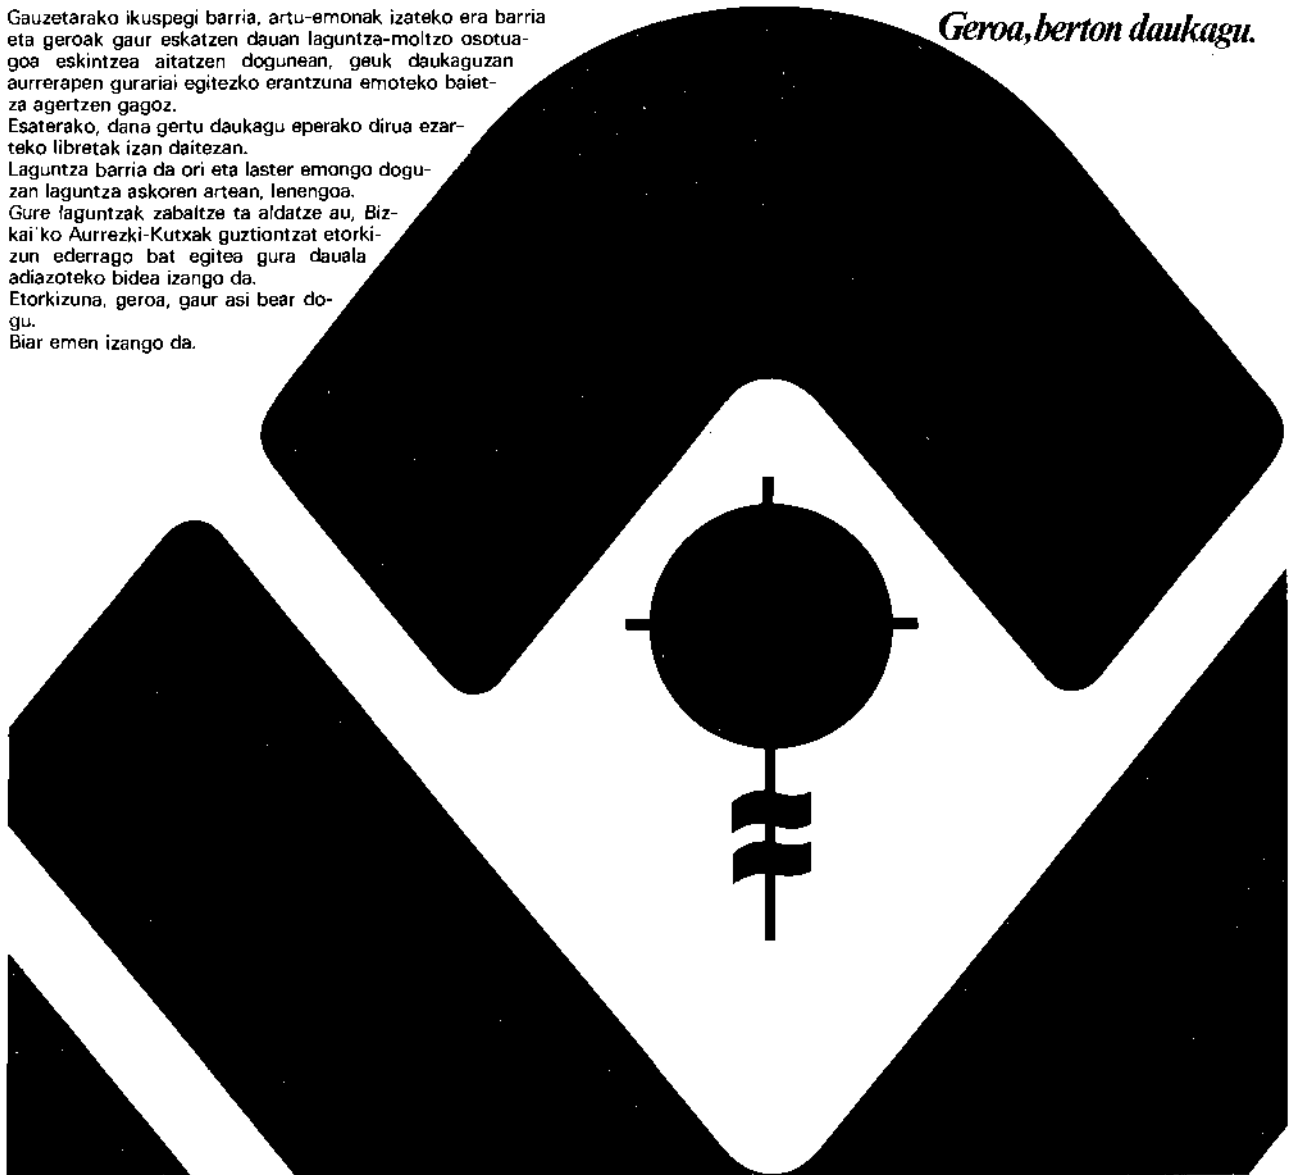 Gauzetarako ikuspegi barria, artu-emonak izateko era barria
eta geroak gaur eskatzen dauan laguntza-moltzo osotua-
goa eskintzea aitatzen dogunean, geuk daukaguzan
aurrerapen gurariai egitezko erantzuna emoteko baiet-
za agertzen gagoz.
Esaterako, dana gertu daukagu eperako dirua ezar-
teko libretak izan daitezan.
Laguntza barria da ori eta laster emongo dogu-
zan laguntza askoren artean, lenengoa.
Gure laguntzak zabaltze ta aldatze au, Biz-
kai'ko Aurrezki-Kutxak guztiontzat etorki-
zun ederrago bat egitea gura dauala
adiazoteko bidea izango da.
Etorkizuna, geroa, gaur asi bear do-
gu.
Biar emen izango da.
Geroa, berton daukagu.